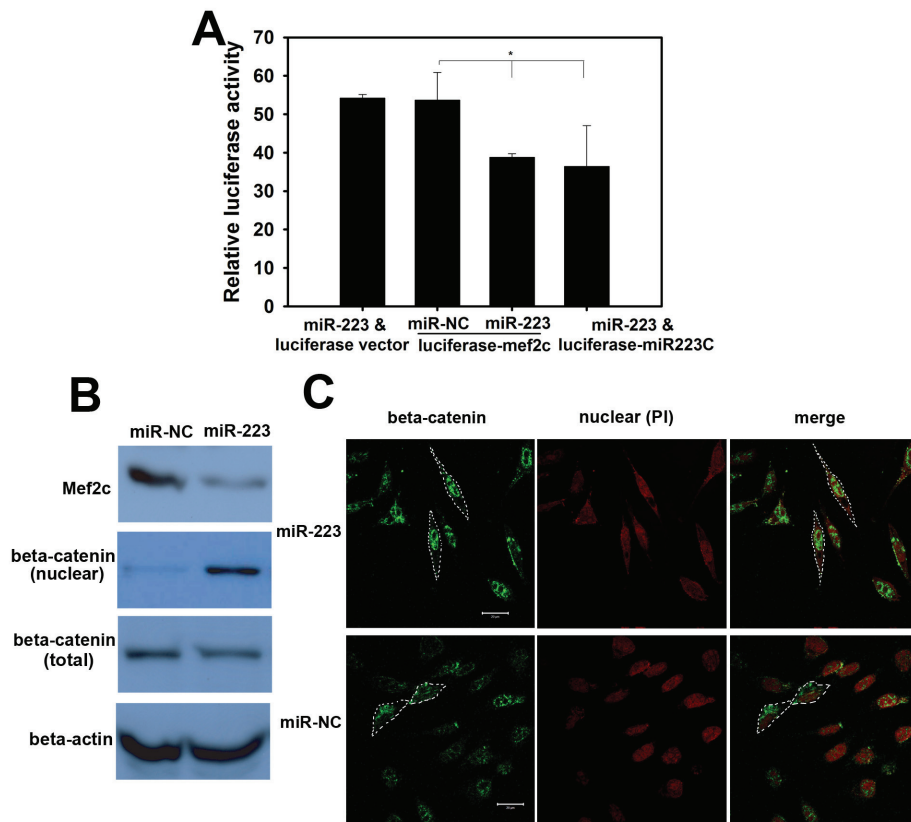 A
Relative luciferase activity
70
60
50
40
30
20
10
0
*
miR-223 &
luciferase vector
miR-NC
miR-223
luciferase-mef2c
miR-223 &
luciferase-miR223C
B
miR-NC miR-223
Mef2c
beta-catenin
(nuclear)
beta-catenin
(total)
beta-actin
C
beta-catenin nuclear (PI) merge
miR-223
20 µm
miR-NC